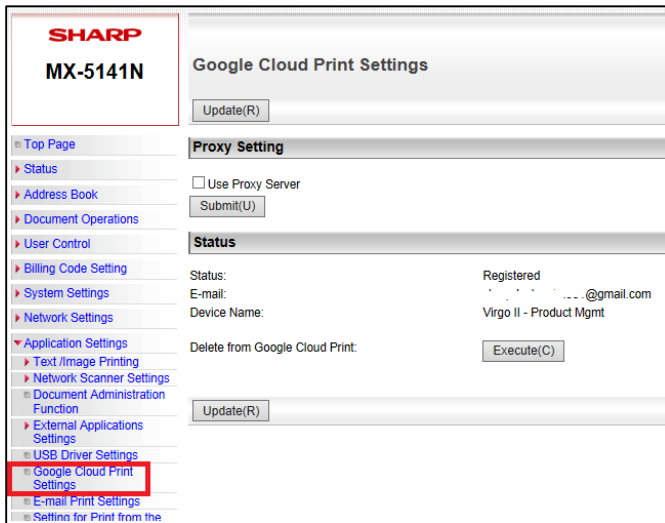 SHARP
MX-5141N
Google Cloud Print Settings
Update(R)
Top Page
Status
Address Book
Document Operations
User Control
Billing Code Setting
System Settings
Network Settings
Application Settings
Text /Image Printing
Network Scanner Settings
Document Administration
Function
External Applications
Settings
USB Driver Settings
Google Cloud Print
Settings
E-mail Print Settings
Setting for Print from the
Proxy Setting
Use Proxy Server
Submit(U)
Status
Status: Registered
E-mail: @gmail.com
Device Name: Virgo II - Product Mgmt
Delete from Google Cloud Print: Execute(C)
Update(R)